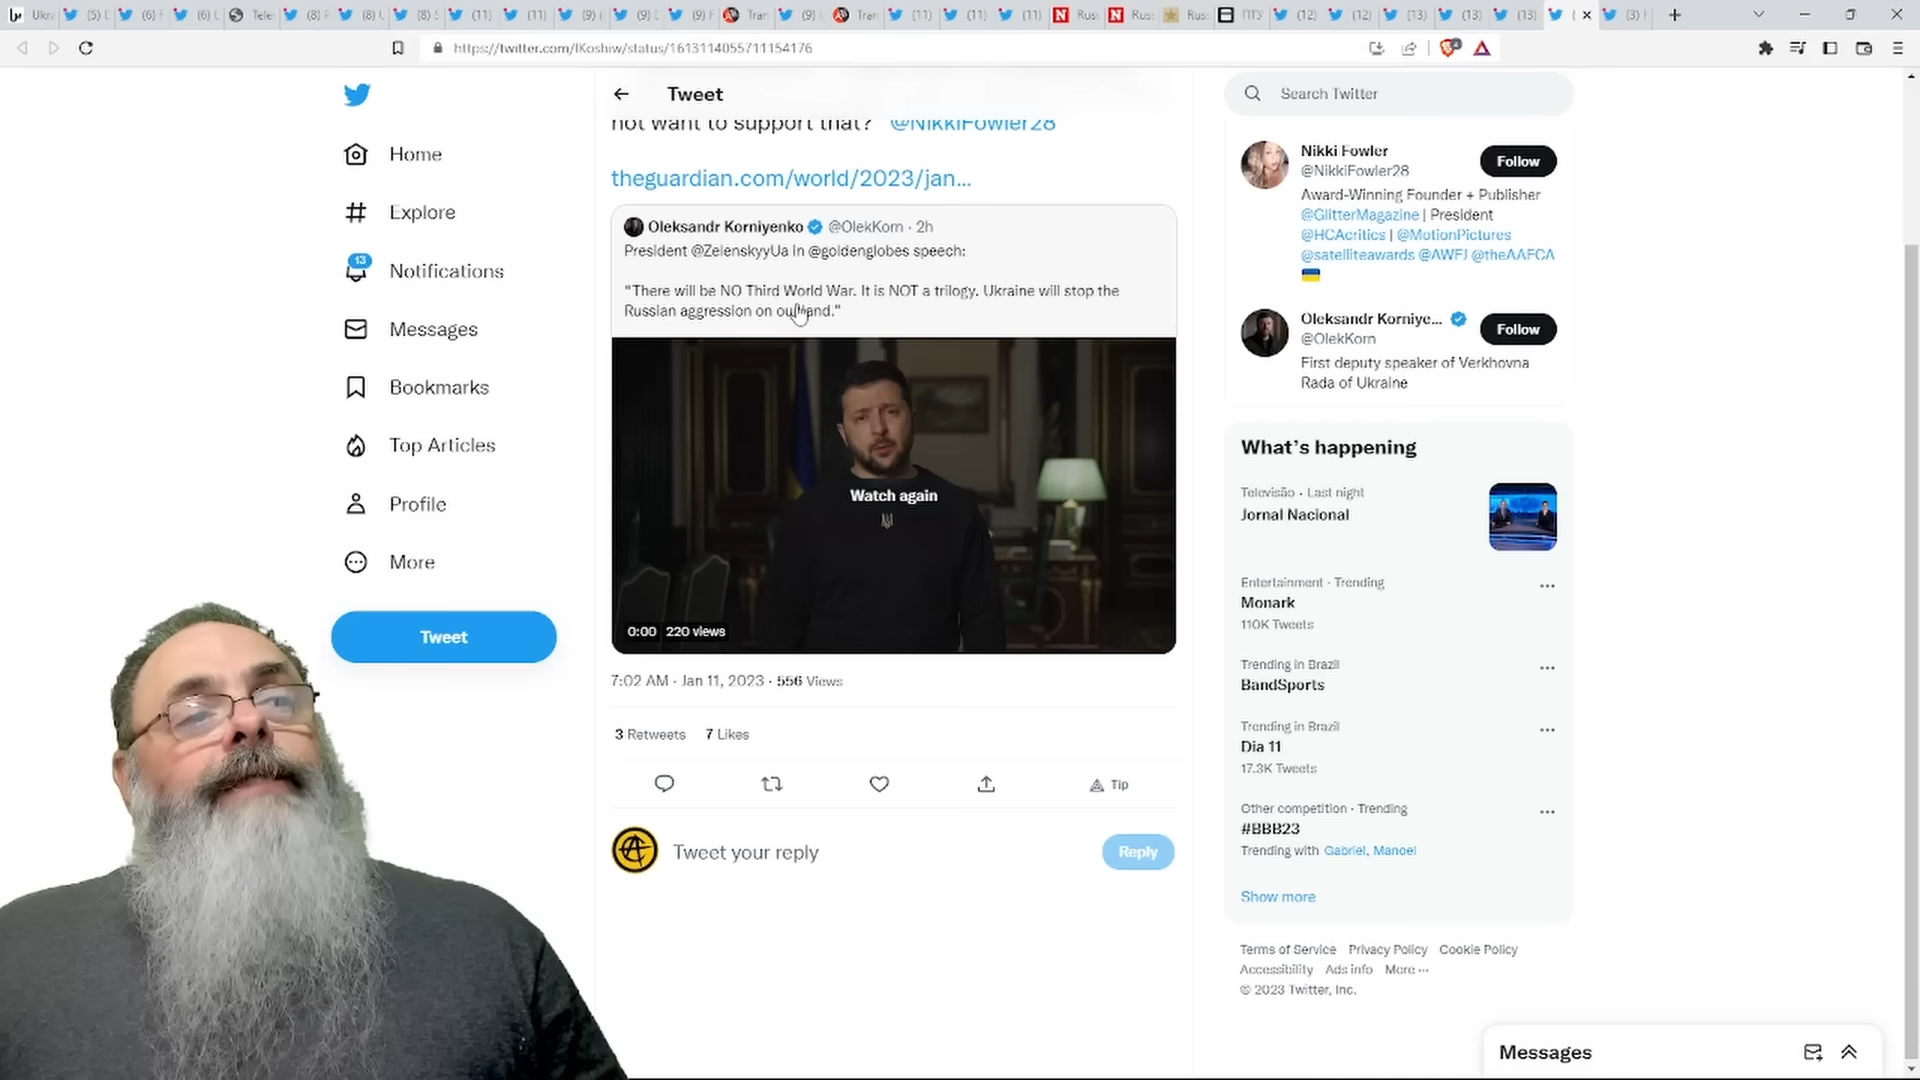 https://twitter.com/IKoshiw/status/1613114055711154176
Home
Explore
13
Notifications
Messages
Bookmarks
Top Articles
Profile
More
Tweet
Tweet
not want to support that? @NikkiFowler28
theguardian.com/world/2023/jan...
Oleksandr Korniyenko @OlekKorn · 2h
President @ZelenskyyUa in @goldenglobes speech:
"There will be NO Third World War. It is NOT a trilogy. Ukraine will stop the
Russian aggression on our land."
Watch again
0:00 220 views
7:02 AM · Jan 11, 2023 · 556 Views
3 Retweets 7 Likes
Tip
Tweet your reply
Reply
Search Twitter
Nikki Fowler
@NikkiFowler28
Follow
Award-Winning Founder + Publisher
@GlitterMagazine | President
@HCAcritics | @MotionPictures
@satelliteawards @AWFJ @theAAFCA
Oleksandr Korniye...
@OlekKorn
Follow
First deputy speaker of Verkhovna
Rada of Ukraine
What's happening
Televisão · Last night
Jornal Nacional
Entertainment · Trending
Monark
110K Tweets
Trending in Brazil
BandSports
Trending in Brazil
Dia 11
17.3K Tweets
Other competition · Trending
#BBB23
Trending with Gabriel, Manoel
Show more
Terms of Service Privacy Policy Cookie Policy
Accessibility Ads info More ···
© 2023 Twitter, Inc.
Messages